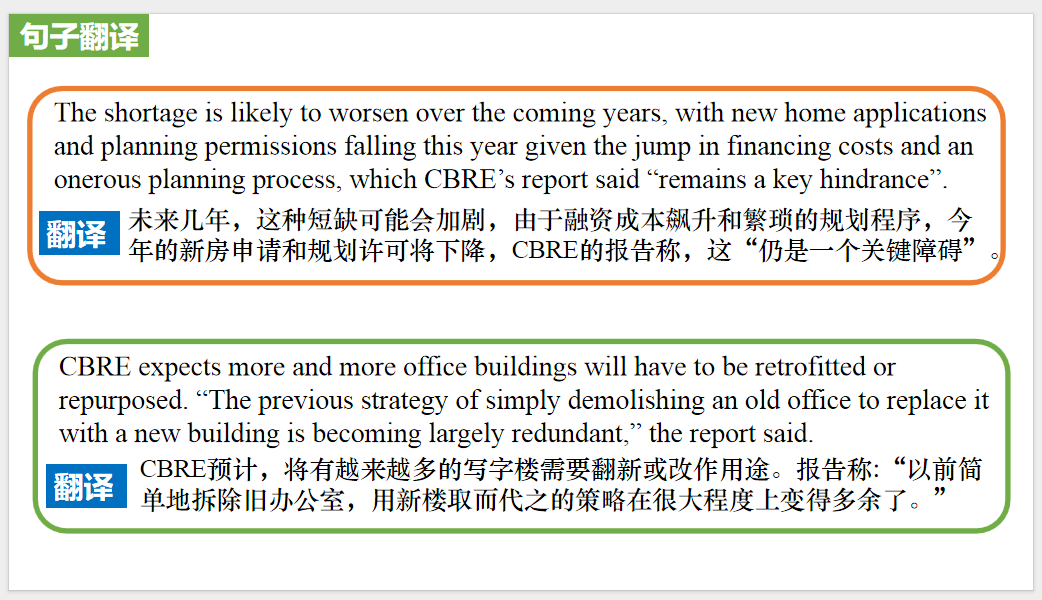 句子翻译
The shortage is likely to worsen over the coming years, with new home applications
and planning permissions falling this year given the jump in financing costs and an
onerous planning process, which CBRE’s report said “remains a key hindrance”.
翻译
未来几年，这种短缺可能会加剧，由于融资成本飙升和繁琐的规划程序，今
年的新房申请和规划许可将下降，CBRE的报告称，这“仍是一个关键障碍”。
CBRE expects more and more office buildings will have to be retrofitted or
repurposed. “The previous strategy of simply demolishing an old office to replace it
with a new building is becoming largely redundant,” the report said.
翻译
CBRE预计，将有越来越多的写字楼需要翻新或改作用途。报告称:“以前简
单地拆除旧办公室，用新楼取而代之的策略在很大程度上变得多余了。”